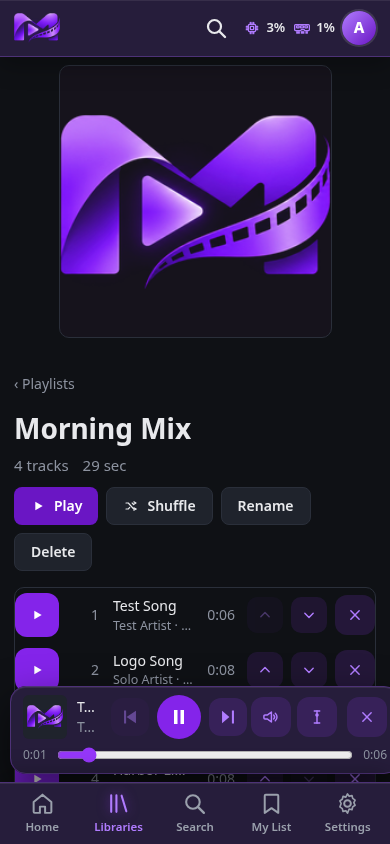 3% 1% A
‹ Playlists
Morning Mix
4 tracks 29 sec
Play Shuffle Rename
Delete
1 Test Song 0:06
Test Artist · ...
2 Logo Song 0:08
Solo Artist · ...
T...
T...
0:01 0:06
4
Home Libraries Search My List Settings